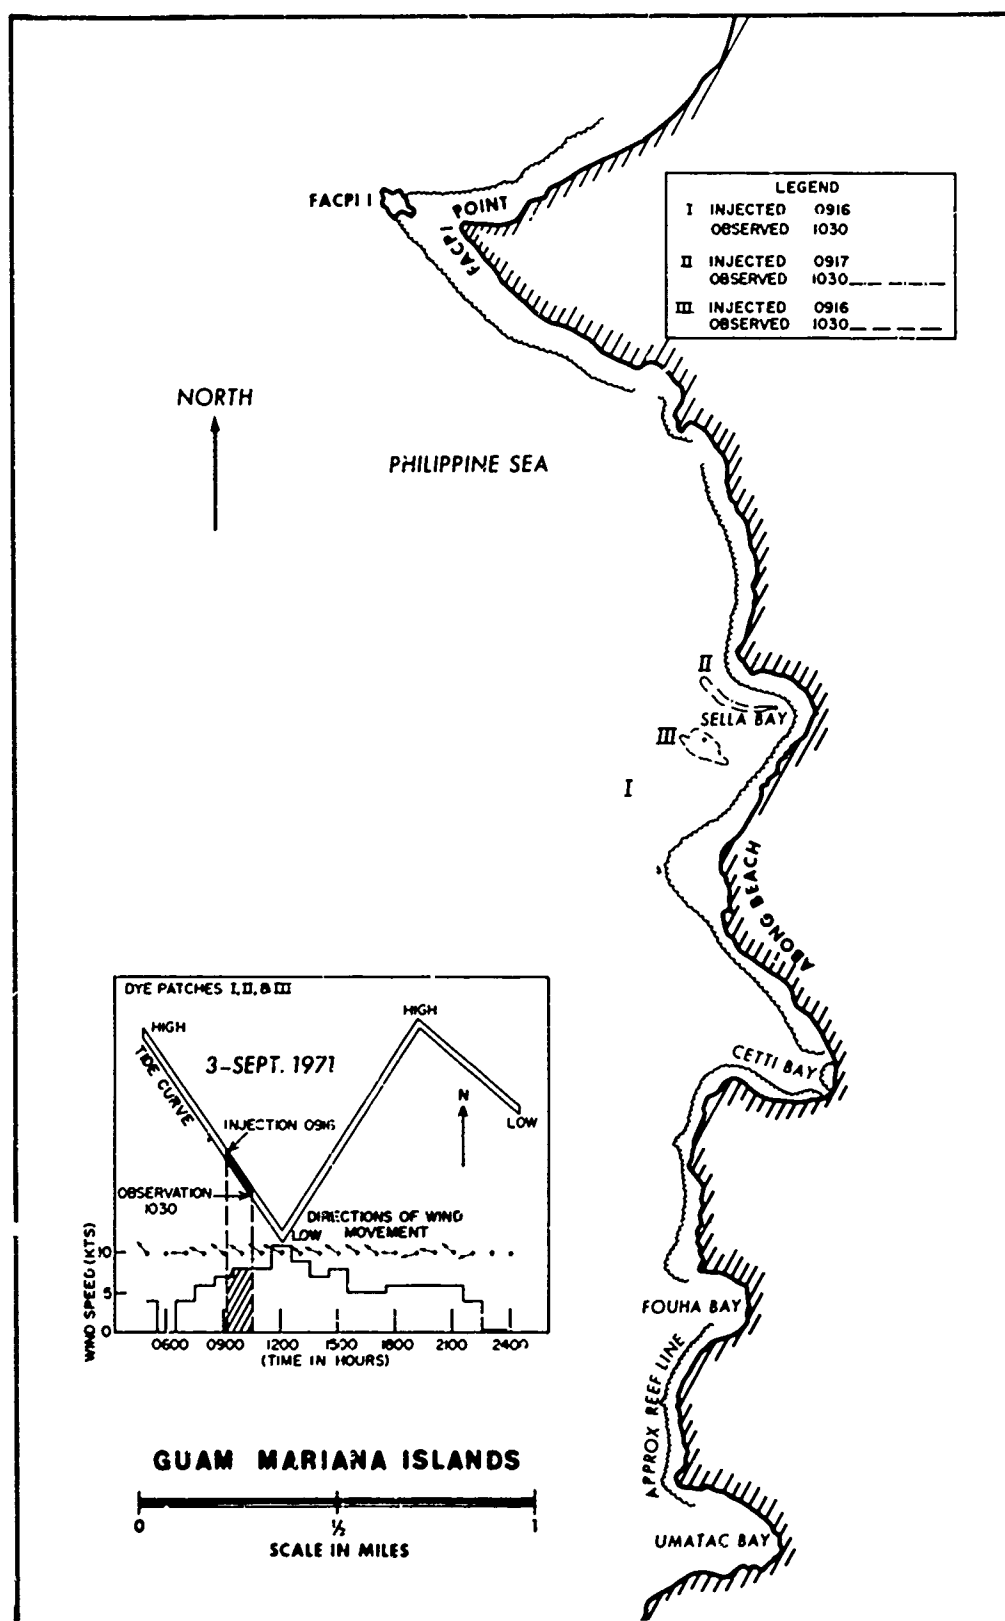 FACPI I
FACPI POINT
LEGEND
I INJECTED 0916
OBSERVED 1030
II INJECTED 0917
OBSERVED 1030
III INJECTED 0916
OBSERVED 1030
NORTH
PHILIPPINE SEA
II
SELLA BAY
III
I
ABONG BEACH
DYE PATCHES I, II, & III
HIGH
HIGH
TIDE CURVE
3-SEPT. 1971
N
INJECTION 0916
LOW
OBSERVATION
1030
LOW
DIRECTIONS OF WIND
MOVEMENT
WIND SPEED (KTS)
10
5
0
0600 0900 1200 1500 1800 2100 2400
(TIME IN HOURS)
CETTI BAY
FOUHA BAY
APPROX REEF LINE
UMATAC BAY
GUAM MARIANA ISLANDS
0 ½ 1
SCALE IN MILES